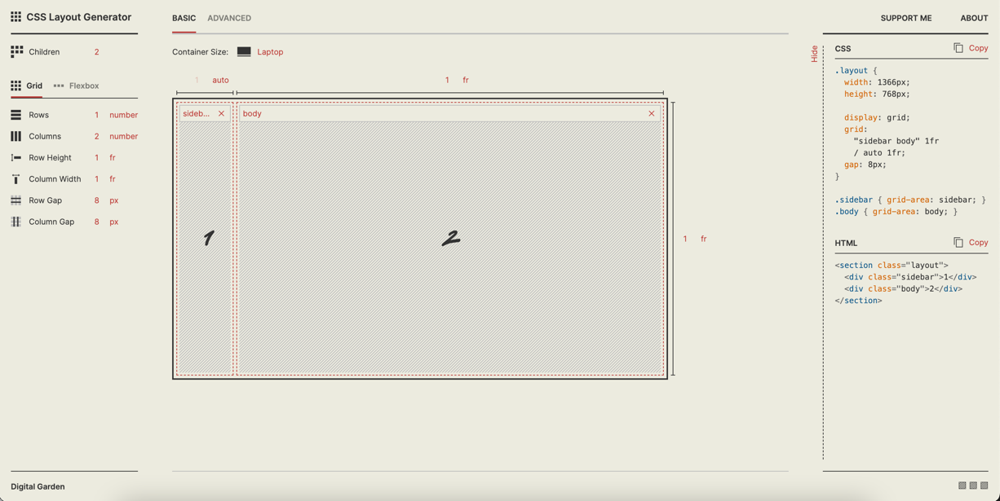 CSS Layout Generator
Children 2
Grid Flexbox
Rows 1 number
Columns 2 number
Row Height 1 fr
Column Width 1 fr
Row Gap 8 px
Column Gap 8 px
Digital Garden
BASIC ADVANCED
Container Size: Laptop
1 auto 1 fr
sideb... body
1 2
1 fr
SUPPORT ME ABOUT
Hide
CSS Copy
.layout {
width: 1366px;
height: 768px;
display: grid;
grid:
"sidebar body" 1fr
/ auto 1fr;
gap: 8px;
}
.sidebar { grid-area: sidebar; }
.body { grid-area: body; }
HTML Copy
<section class="layout">
<div class="sidebar">1</div>
<div class="body">2</div>
</section>